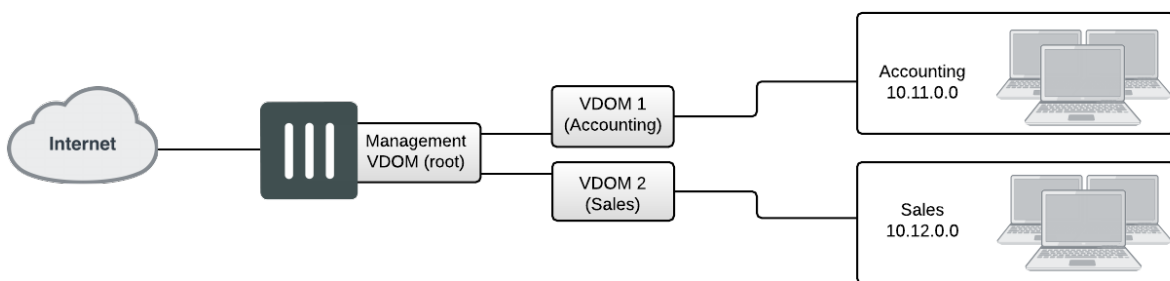 Internet
Management
VDOM (root)
VDOM 1
(Accounting)
VDOM 2
(Sales)
Accounting
10.11.0.0
Sales
10.12.0.0